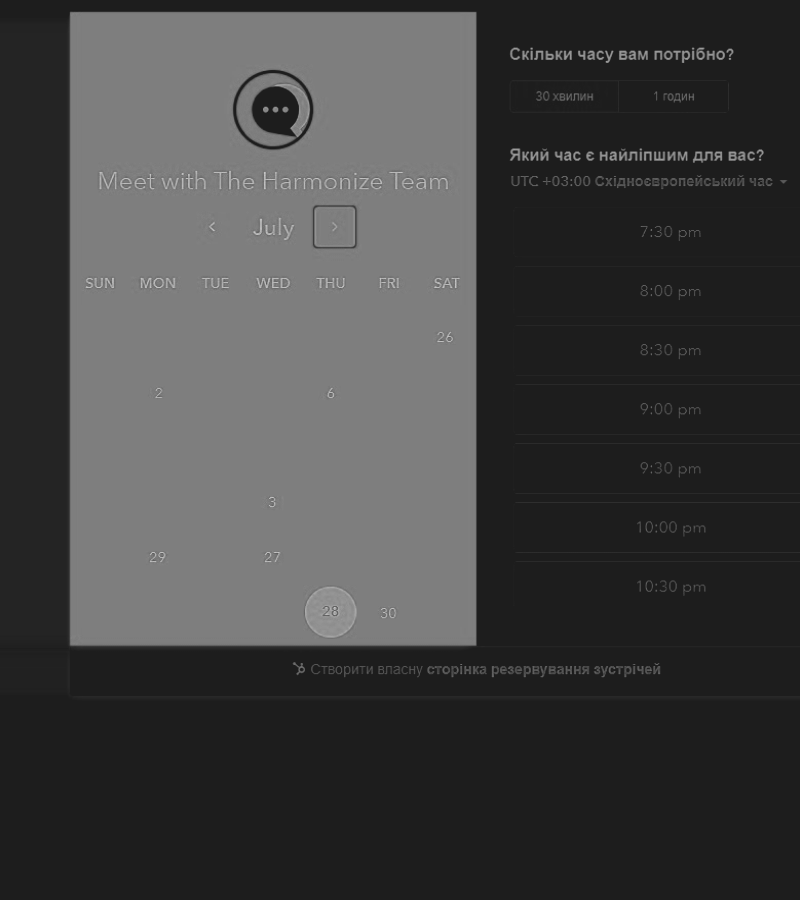 Meet with The Harmonize Team
July
SUN MON TUE WED THU FRI SAT
26
2 6
3
29 27
28 30
Скільки часу вам потрібно?
30 хвилин 1 годин
Який час є найліпшим для вас?
UTC +03:00 Східноєвропейський час
7:30 pm
8:00 pm
8:30 pm
9:00 pm
9:30 pm
10:00 pm
10:30 pm
Створити власну сторінка резервування зустрічей